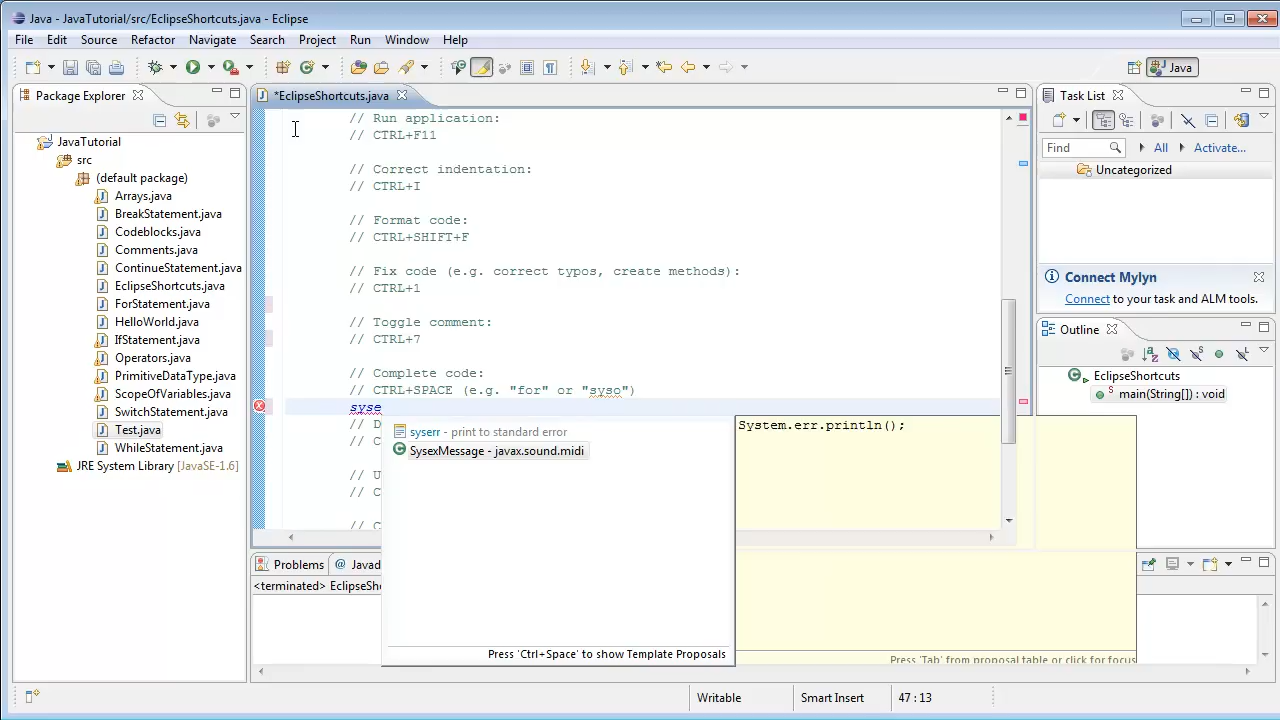 Java - JavaTutorial/src/EclipseShortcuts.java - Eclipse
File Edit Source Refactor Navigate Search Project Run Window Help
Java
Package Explorer
*EclipseShortcuts.java
Task List
JavaTutorial
src
(default package)
Arrays.java
BreakStatement.java
Codeblocks.java
Comments.java
ContinueStatement.java
EclipseShortcuts.java
ForStatement.java
HelloWorld.java
IfStatement.java
Operators.java
PrimitiveDataType.java
ScopeOfVariables.java
SwitchStatement.java
Test.java
WhileStatement.java
JRE System Library [JavaSE-1.6]
// Run application:
// CTRL+F11
// Correct indentation:
// CTRL+I
// Format code:
// CTRL+SHIFT+F
// Fix code (e.g. correct typos, create methods):
// CTRL+1
// Toggle comment:
// CTRL+7
// Complete code:
// CTRL+SPACE (e.g. "for" or "syso")
syse
// D
// C
// U
// C
// C
syserr - print to standard error
SysexMessage - javax.sound.midi
Press 'Ctrl+Space' to show Template Proposals
System.err.println();
Press 'Tab' from proposal table or click for focus
Find All Activate...
Uncategorized
Connect Mylyn
Connect to your task and ALM tools.
Outline
EclipseShortcuts
main(String[]) : void
Problems @ Javad
<terminated> EclipseSho
Writable Smart Insert 47 : 13